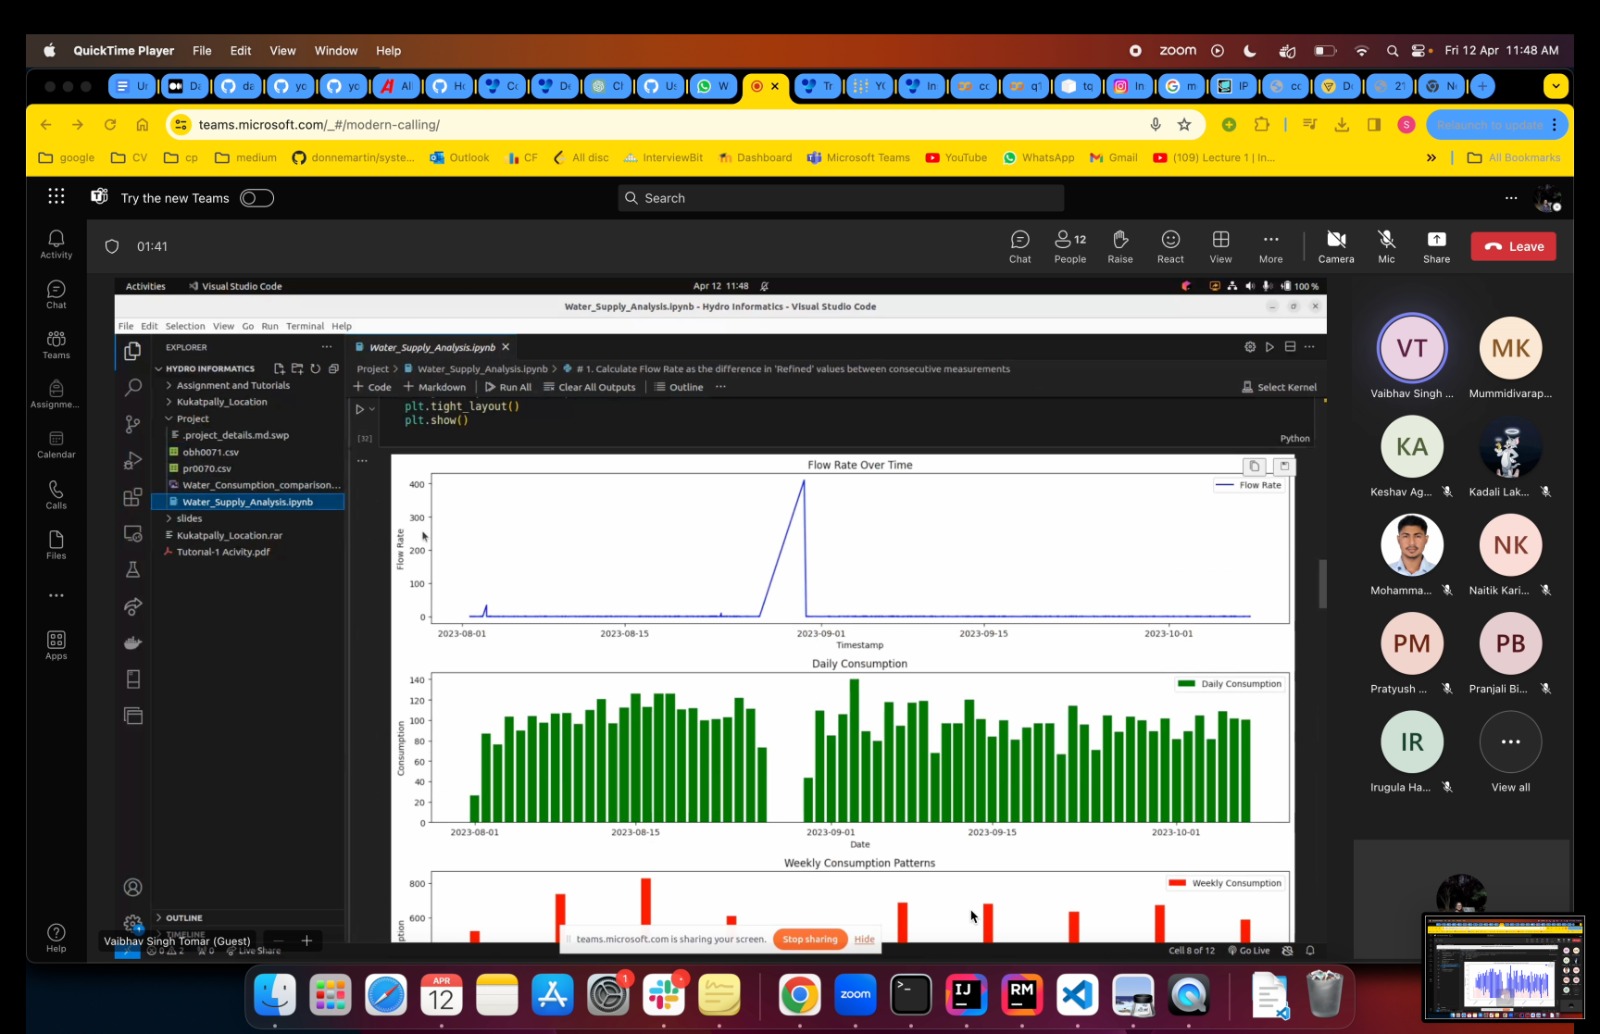 QuickTime Player File Edit View Window Help
zoom Fri 12 Apr 11:48 AM
teams.microsoft.com/_#/modern-calling/
Relaunch to update
google CV cp medium donnemartin/syste... Outlook CF All disc InterviewBit Dashboard Microsoft Teams YouTube WhatsApp Gmail (109) Lecture 1 | In... » All Bookmarks
Try the new Teams
Search
01:41
Chat
12
People
Raise
React
View
More
Camera
Mic
Share
Leave
Activity
Chat
Teams
Assignme...
Calendar
Calls
Files
Apps
Help
Activities Visual Studio Code Apr 12 11:48 100 %
Water_Supply_Analysis.ipynb - Hydro Informatics - Visual Studio Code
File Edit Selection View Go Run Terminal Help
EXPLORER
HYDRO INFORMATICS
Assignment and Tutorials
Kukatpally_Location
Project
.project_details.md.swp
obh0071.csv
pr0070.csv
Water_Consumption_comparison...
Water_Supply_Analysis.ipynb
slides
Kukatpally_Location.rar
Tutorial-1 Acivity.pdf
OUTLINE
TIMELINE
Water_Supply_Analysis.ipynb
Project > Water_Supply_Analysis.ipynb > # 1. Calculate Flow Rate as the difference in 'Refined' values between consecutive measurements
+ Code + Markdown Run All Clear All Outputs Outline ... Select Kernel
plt.tight_layout()
plt.show()
[32]
Python
Flow Rate Over Time
Flow Rate
400
300
200
100
0
Flow Rate
2023-08-01 2023-08-15 2023-09-01 2023-09-15 2023-10-01
Timestamp
Daily Consumption
Daily Consumption
140
120
100
80
60
40
20
0
Consumption
2023-08-01 2023-08-15 2023-09-01 2023-09-15 2023-10-01
Date
Weekly Consumption Patterns
Weekly Consumption
800
600
teams.microsoft.com is sharing your screen. Stop sharing Hide
Vaibhav Singh Tomar (Guest)
Live Share
Cell 8 of 12 Go Live
VT
Vaibhav Singh ...
MK
Mummidivarap...
KA
Keshav Ag...
Kadali Lak...
Mohamma...
NK
Naitik Kari...
PM
Pratyush ...
PB
Pranjali Bi...
IR
Irugula Ha...
View all
APR
12
1
zoom
IJ
RM